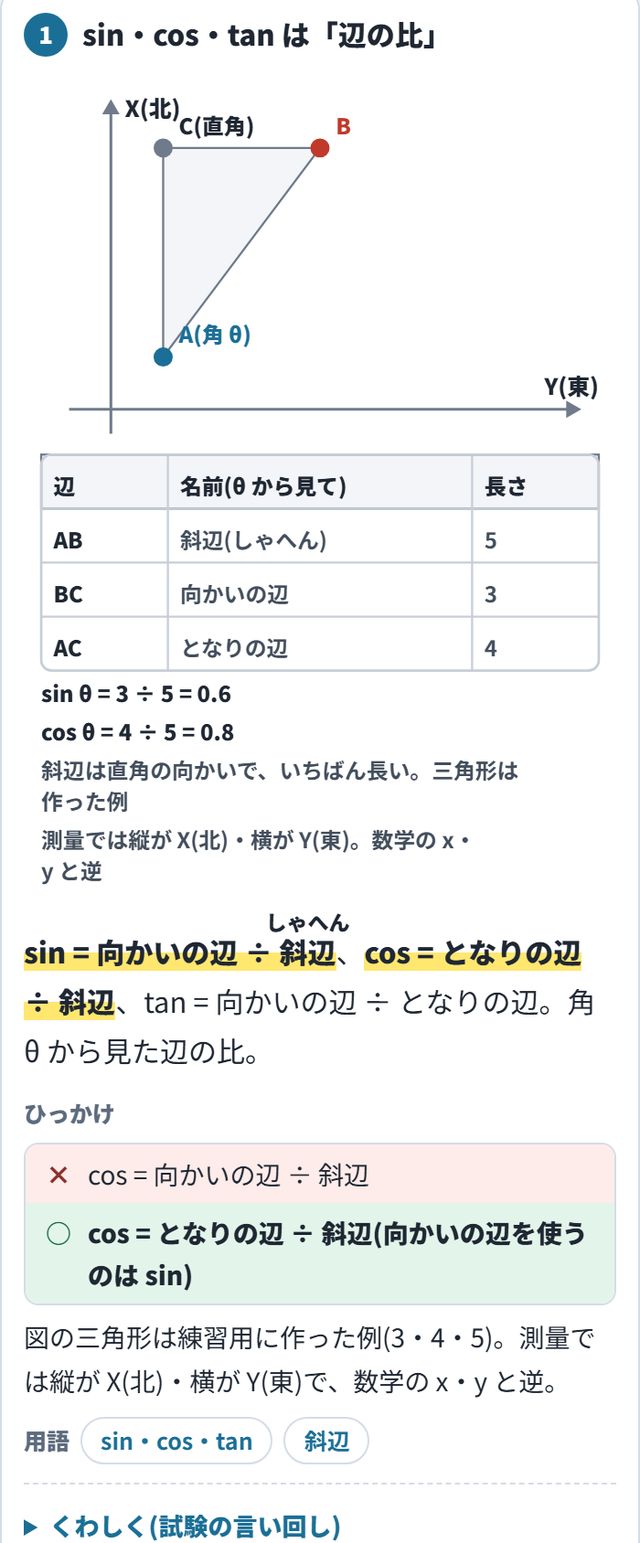 1 sin・cos・tan は「辺の比」
X(北)
C(直角)
B
A(角 θ)
Y(東)
辺 名前(θ から見て) 長さ
AB 斜辺(しゃへん) 5
BC 向かいの辺 3
AC となりの辺 4
sin θ = 3 ÷ 5 = 0.6
cos θ = 4 ÷ 5 = 0.8
斜辺は直角の向かいで、いちばん長い。三角形は
作った例
測量では縦が X(北)・横が Y(東)。数学の x・
y と逆
しゃへん
sin = 向かいの辺 ÷ 斜辺、cos = となりの辺
÷ 斜辺、tan = 向かいの辺 ÷ となりの辺。角
θ から見た辺の比。
ひっかけ
✕ cos = 向かいの辺 ÷ 斜辺
〇 cos = となりの辺 ÷ 斜辺(向かいの辺を使う
のは sin)
図の三角形は練習用に作った例(3・4・5)。測量で
は縦が X(北)・横が Y(東)で、数学の x・y と逆。
用語 sin・cos・tan 斜辺
▶ くわしく(試験の言い回し)